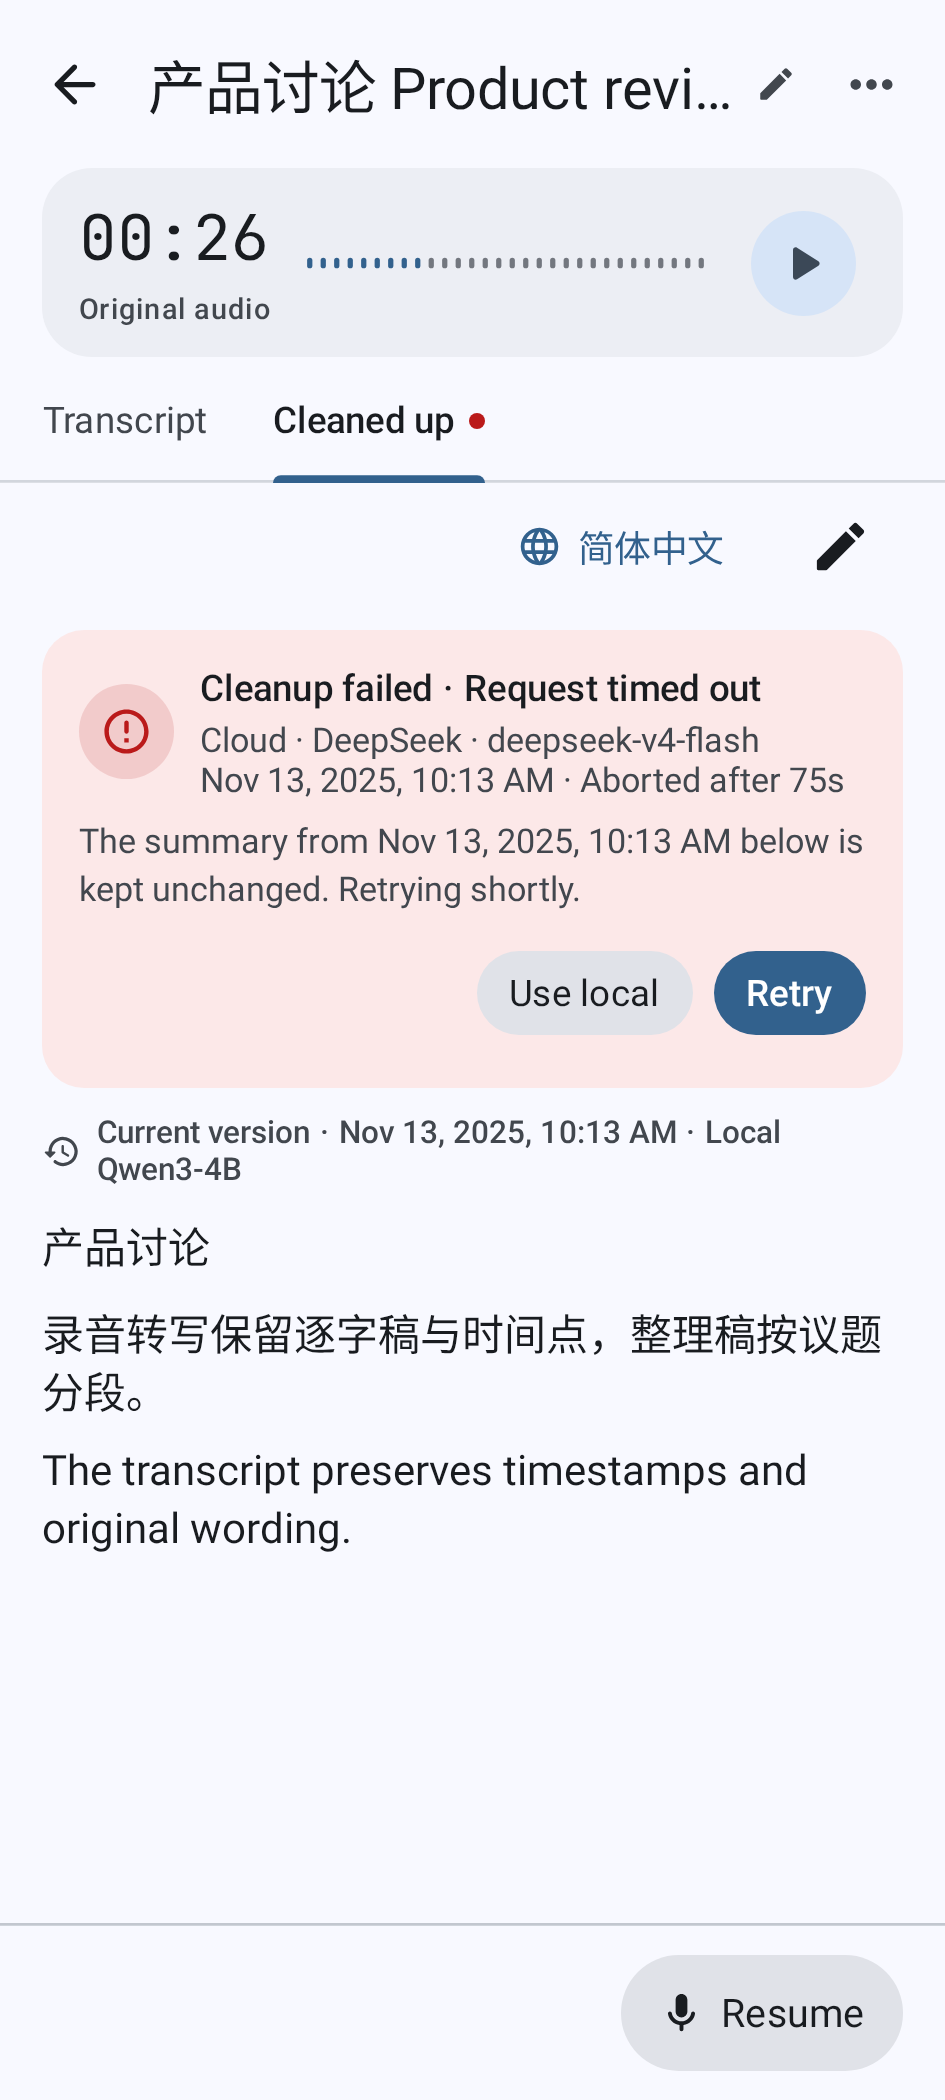 产品讨论 Product revi...
00:26
Original audio
Transcript
Cleaned up
简体中文
Cleanup failed · Request timed out
Cloud · DeepSeek · deepseek-v4-flash
Nov 13, 2025, 10:13 AM · Aborted after 75s
The summary from Nov 13, 2025, 10:13 AM below is
kept unchanged. Retrying shortly.
Use local
Retry
Current version · Nov 13, 2025, 10:13 AM · Local
Qwen3-4B
产品讨论
录音转写保留逐字稿与时间点，整理稿按议题
分段。
The transcript preserves timestamps and
original wording.
Resume